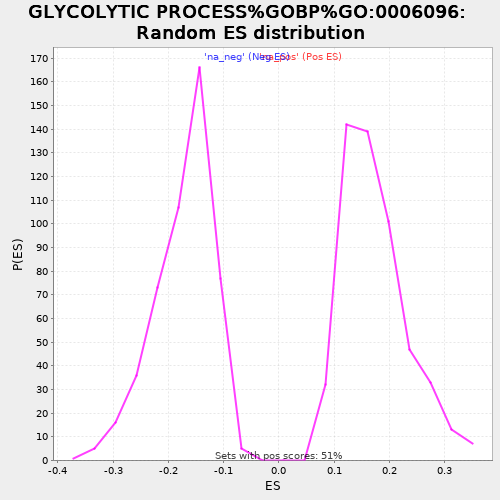 GLYCOLYTIC PROCESS%GOBP%GO:0006096:
Random ES distribution
'na_neg' (Neg ES)
'na_pos' (Pos ES)
170
160
150
140
130
120
110
100
90
80
70
60
50
40
30
20
10
0
P(ES)
Sets with pos scores: 51%
-0.4 -0.3 -0.2 -0.1 0.0 0.1 0.2 0.3
ES